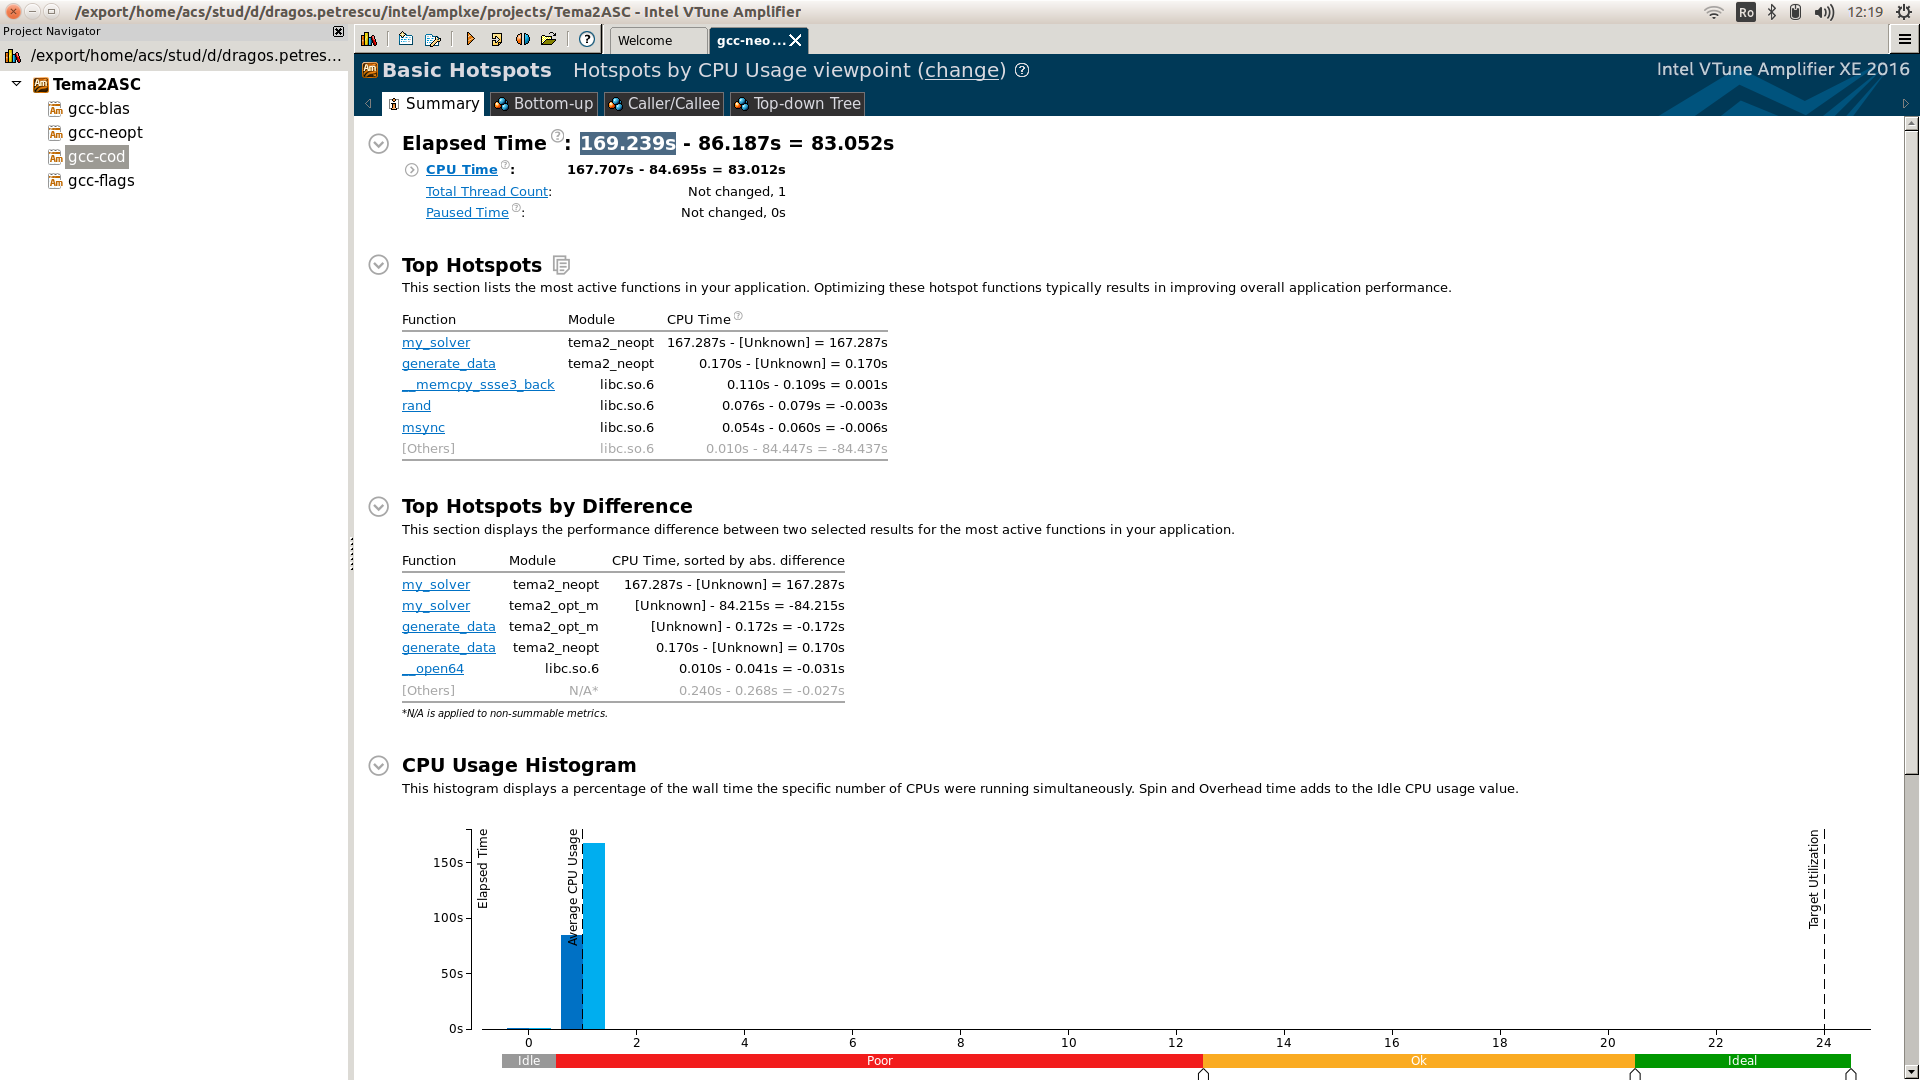 /export/home/acs/stud/d/dragos.petrescu/intel/amplxe/projects/Tema2ASC - Intel VTune Amplifier
Ro
12:19
Project Navigator
/export/home/acs/stud/d/dragos.petres...
Tema2ASC
gcc-blas
gcc-neopt
gcc-cod
gcc-flags
Welcome
gcc-neo...
Basic Hotspots Hotspots by CPU Usage viewpoint (change)
Intel VTune Amplifier XE 2016
Summary
Bottom-up
Caller/Callee
Top-down Tree
Elapsed Time?: 169.239s - 86.187s = 83.052s
CPU Time?: 167.707s - 84.695s = 83.012s
Total Thread Count: Not changed, 1
Paused Time?: Not changed, 0s
Top Hotspots
This section lists the most active functions in your application. Optimizing these hotspot functions typically results in improving overall application performance.
Function Module CPU Time?
my_solver tema2_neopt 167.287s - [Unknown] = 167.287s
generate_data tema2_neopt 0.170s - [Unknown] = 0.170s
__memcpy_ssse3_back libc.so.6 0.110s - 0.109s = 0.001s
rand libc.so.6 0.076s - 0.079s = -0.003s
msync libc.so.6 0.054s - 0.060s = -0.006s
[Others] libc.so.6 0.010s - 84.447s = -84.437s
Top Hotspots by Difference
This section displays the performance difference between two selected results for the most active functions in your application.
Function Module CPU Time, sorted by abs. difference
my_solver tema2_neopt 167.287s - [Unknown] = 167.287s
my_solver tema2_opt_m [Unknown] - 84.215s = -84.215s
generate_data tema2_opt_m [Unknown] - 0.172s = -0.172s
generate_data tema2_neopt 0.170s - [Unknown] = 0.170s
__open64 libc.so.6 0.010s - 0.041s = -0.031s
[Others] N/A* 0.240s - 0.268s = -0.027s
*N/A is applied to non-summable metrics.
CPU Usage Histogram
This histogram displays a percentage of the wall time the specific number of CPUs were running simultaneously. Spin and Overhead time adds to the Idle CPU usage value.
Elapsed Time
Average CPU Usage
Target Utilization
150s
100s
50s
0s
0 2 4 6 8 10 12 14 16 18 20 22 24
Idle Poor Ok Ideal